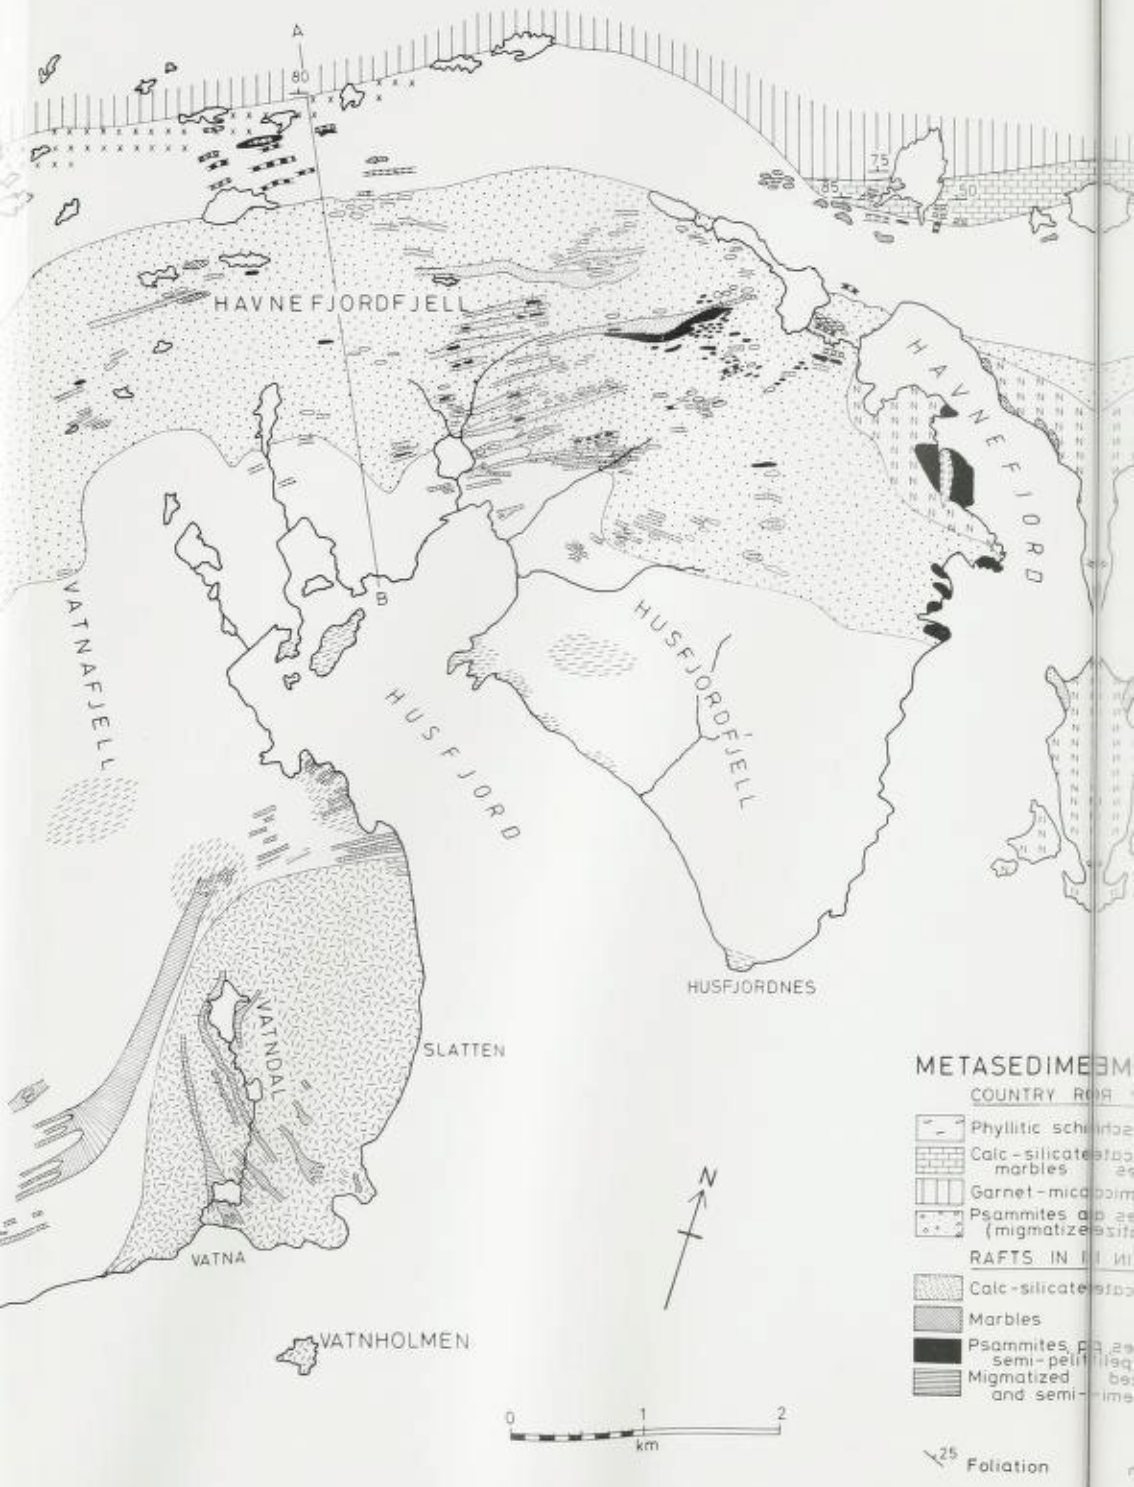 A
80
75
85
50
HAVNEFJORDFJELL
HAVNEFJORD
B
VATNAFJELL
HUSFJORDFJELL
HUSFJORD
HUSFJORDNES
VATNDAL
SLATTEN
VATNA
VATNHOLMEN
N
0 1 2
km
METASEDIME
COUNTRY
Phyllitic
Calc-silicate
marbles
Garnet-mica
Psammites
(migmatize
RAFTS IN
Calc-silicate
Marbles
Psammites
semi-pelit
Migmatized
and semi-
25 Foliation